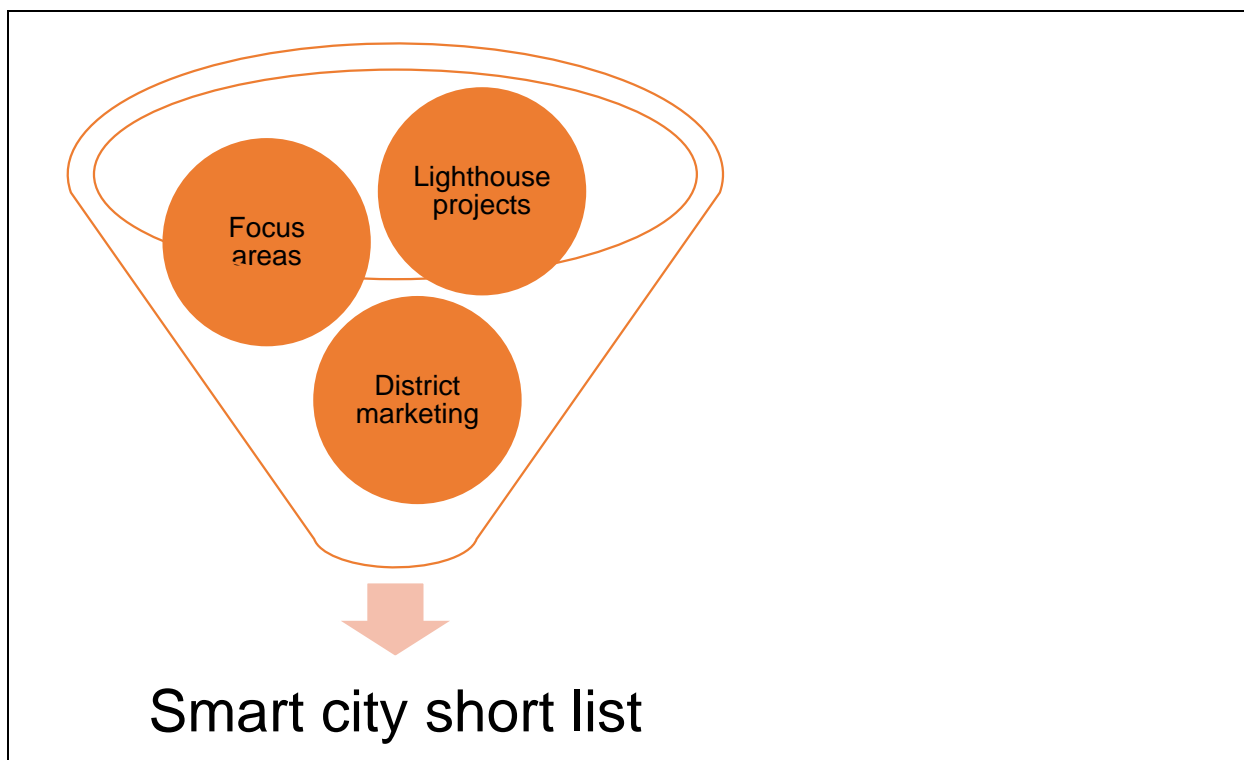 Lighthouse
projects
Focus
areas
District
marketing
Smart city short list